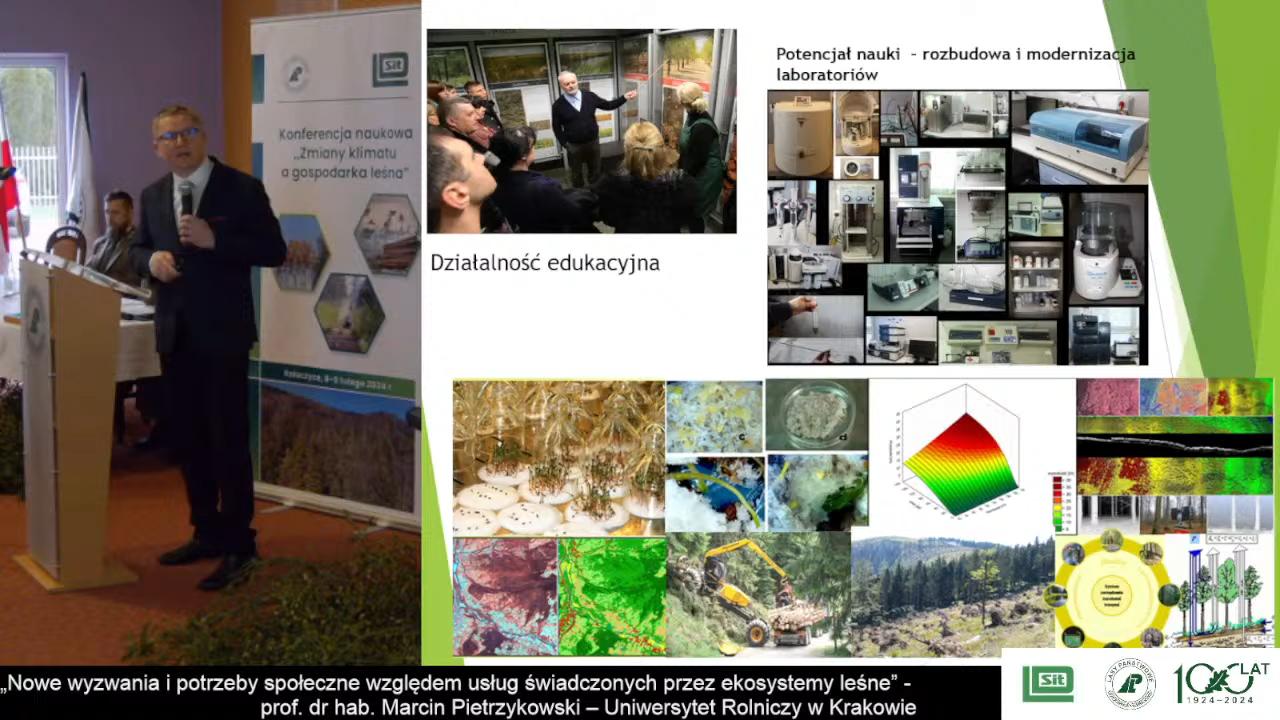 Sit
Konferencja naukowa
„Zmiany klimatu
a gospodarka leśna”
Rokoczyce, 8-9 lutego 2024 r.
Działalność edukacyjna
Potencjał nauki - rozbudowa i modernizacja
laboratoriów
c
d
„Nowe wyzwania i potrzeby społeczne względem usług świadczonych przez ekosystemy leśne” -
prof. dr hab. Marcin Pietrzykowski – Uniwersytet Rolniczy w Krakowie
Sit
LASY PAŃSTWOWE
100 LAT
1924-2024